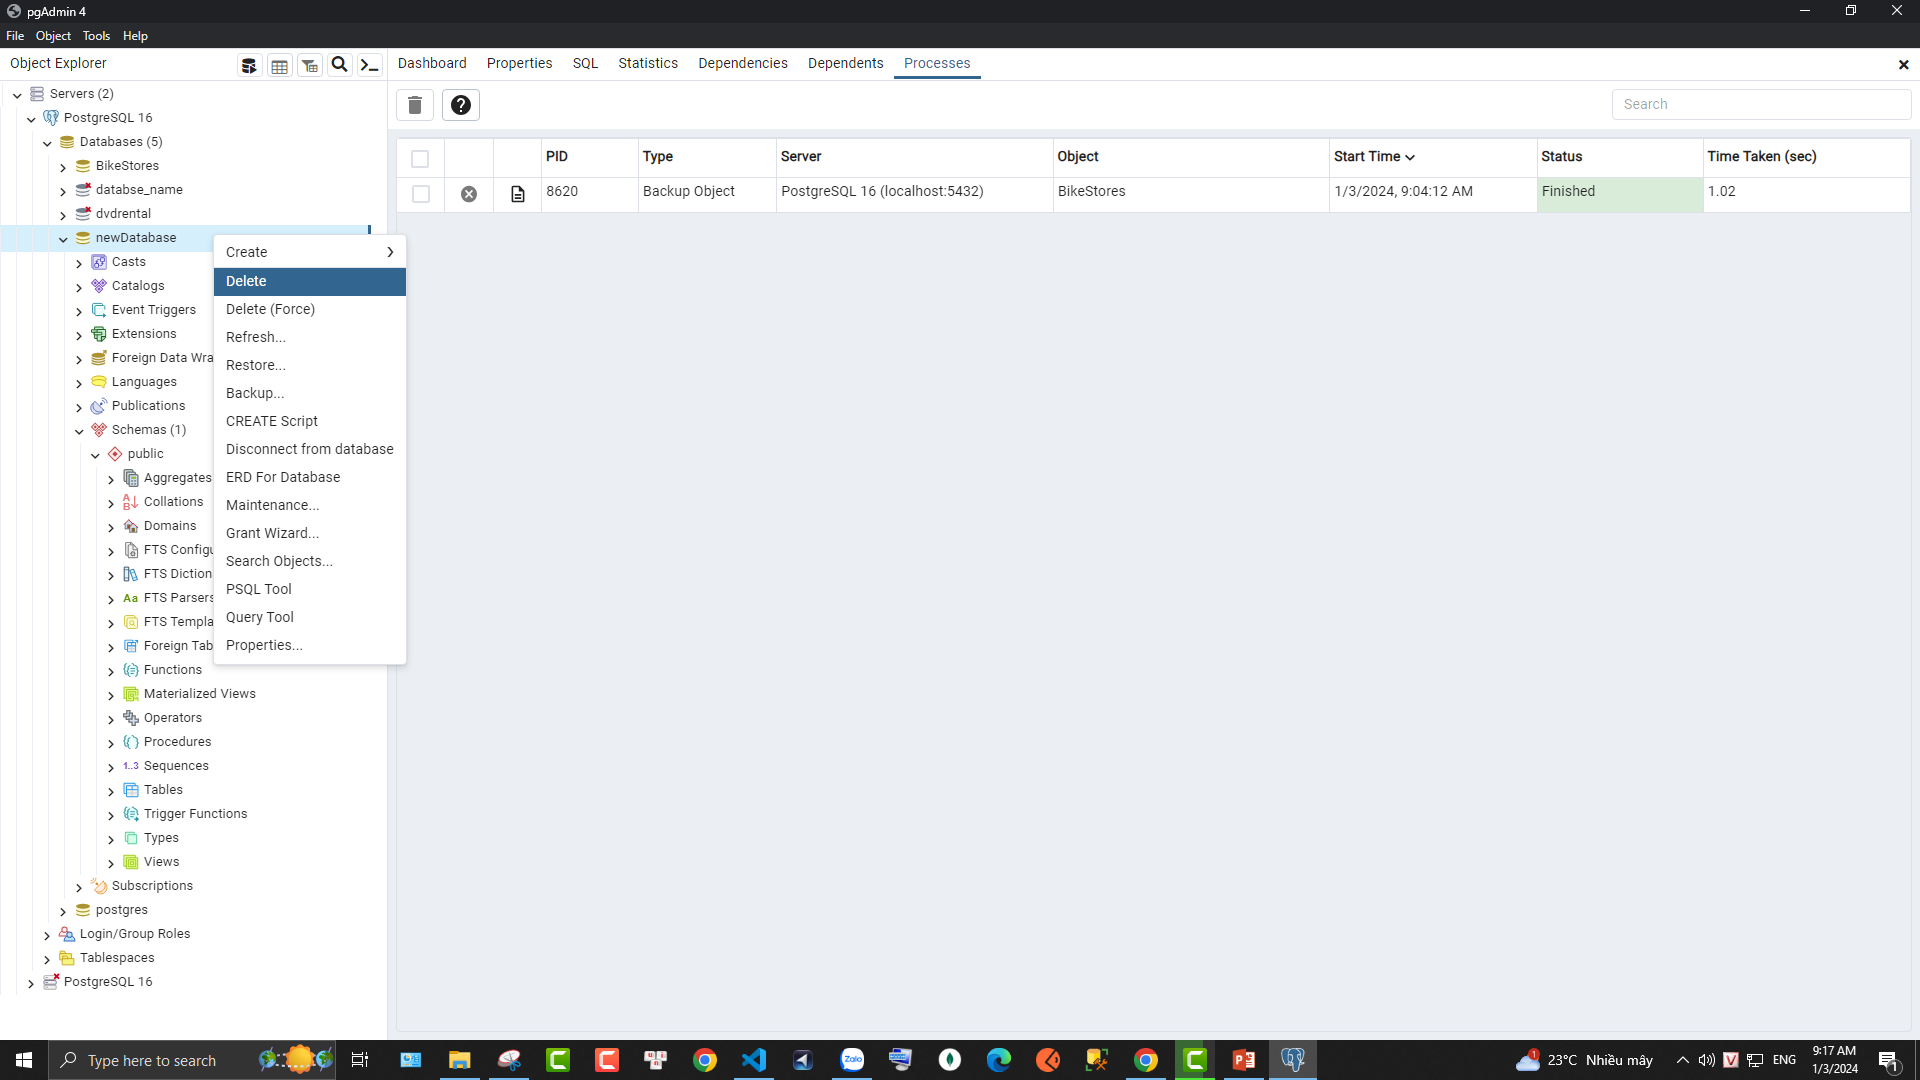 pgAdmin 4
File Object Tools Help
Object Explorer
Dashboard Properties SQL Statistics Dependencies Dependents Processes
Search
Servers (2)
PostgreSQL 16
Databases (5)
BikeStores
databse_name
dvdrental
newDatabase
Casts
Catalogs
Event Triggers
Extensions
Foreign Data Wra
Languages
Publications
Schemas (1)
public
Aggregates
Collations
Domains
FTS Configu
FTS Diction
FTS Parsers
FTS Templa
Foreign Tab
Functions
Materialized Views
Operators
Procedures
1..3 Sequences
Tables
Trigger Functions
Types
Views
Subscriptions
postgres
Login/Group Roles
Tablespaces
PostgreSQL 16
Create
Delete
Delete (Force)
Refresh...
Restore...
Backup...
CREATE Script
Disconnect from database
ERD For Database
Maintenance...
Grant Wizard...
Search Objects...
PSQL Tool
Query Tool
Properties...
PID Type Server Object Start Time Status Time Taken (sec)
8620 Backup Object PostgreSQL 16 (localhost:5432) BikeStores 1/3/2024, 9:04:12 AM Finished 1.02
Type here to search
Zalo
1
23°C Nhiều mây
ENG
9:17 AM
1/3/2024
1